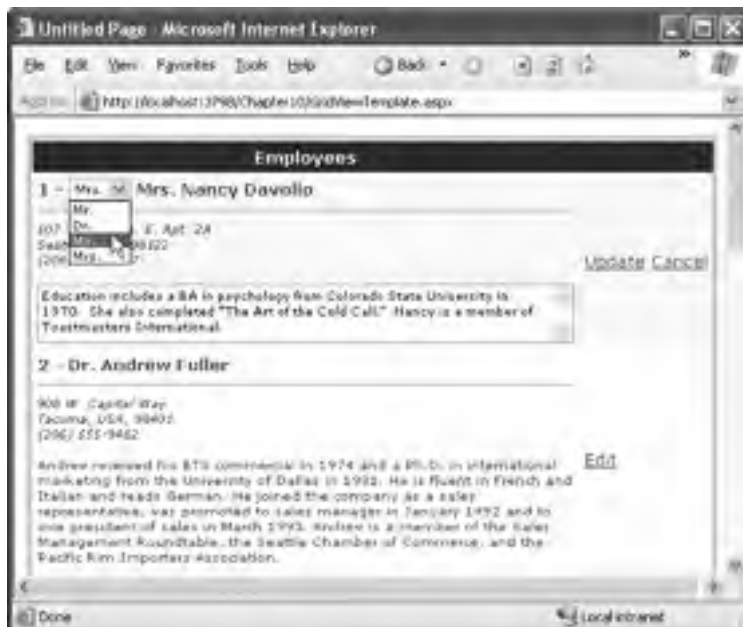 Untitled Page - Microsoft Internet Explorer
File Edit View Favorites Tools Help Back
Address http://localhost:3798/Chapter10/GridViewTemplate.aspx
Employees
1 - Mrs. Mrs. Nancy Davolio
Mr.
Dr.
507 E. Apt. 2A
Ms.
Mrs.
Update Cancel
Education includes a BA in psychology from Colorado State University in
1970. She also completed "The Art of the Cold Call." Nancy is a member of
Toastmasters International.
2 - Dr. Andrew Fuller
908 W. Capital Way
Tacoma, USA, 98401
(206) 555-9482
Edit
Andrew received his BTS commercial in 1974 and a Ph.D. in international
marketing from the University of Dallas in 1981. He is fluent in French and
Italian and reads German. He joined the company as a sales
representative, was promoted to sales manager in January 1992 and to
vice president of sales in March 1993. Andrew is a member of the Sales
Management Roundtable, the Seattle Chamber of Commerce, and the
Pacific Rim Importers Association.
Done
Local intranet